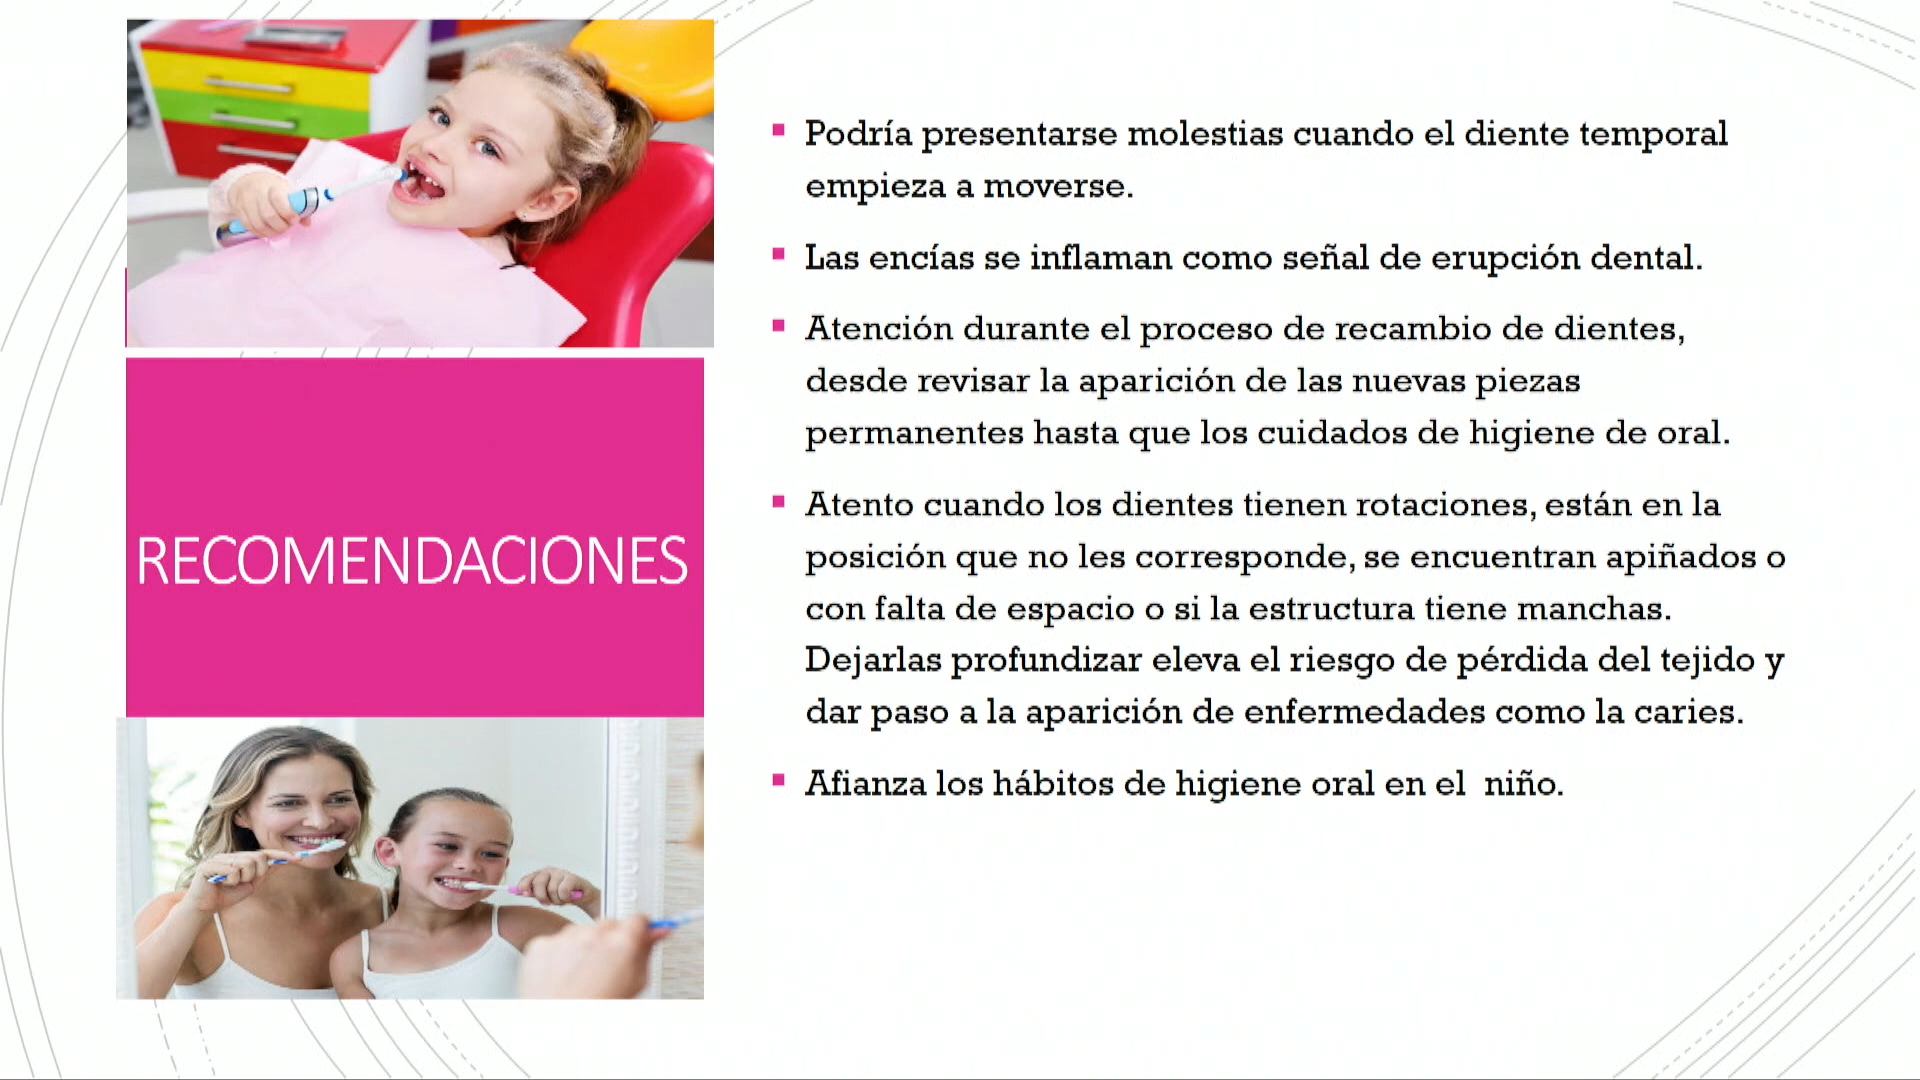 RECOMENDACIONES
Podría presentarse molestias cuando el diente temporal
empieza a moverse.
Las encías se inflaman como señal de erupción dental.
Atención durante el proceso de recambio de dientes,
desde revisar la aparición de las nuevas piezas
permanentes hasta que los cuidados de higiene de oral.
Atento cuando los dientes tienen rotaciones, están en la
posición que no les corresponde, se encuentran apiñados o
con falta de espacio o si la estructura tiene manchas.
Dejarlas profundizar eleva el riesgo de pérdida del tejido y
dar paso a la aparición de enfermedades como la caries.
Afianza los hábitos de higiene oral en el  niño.